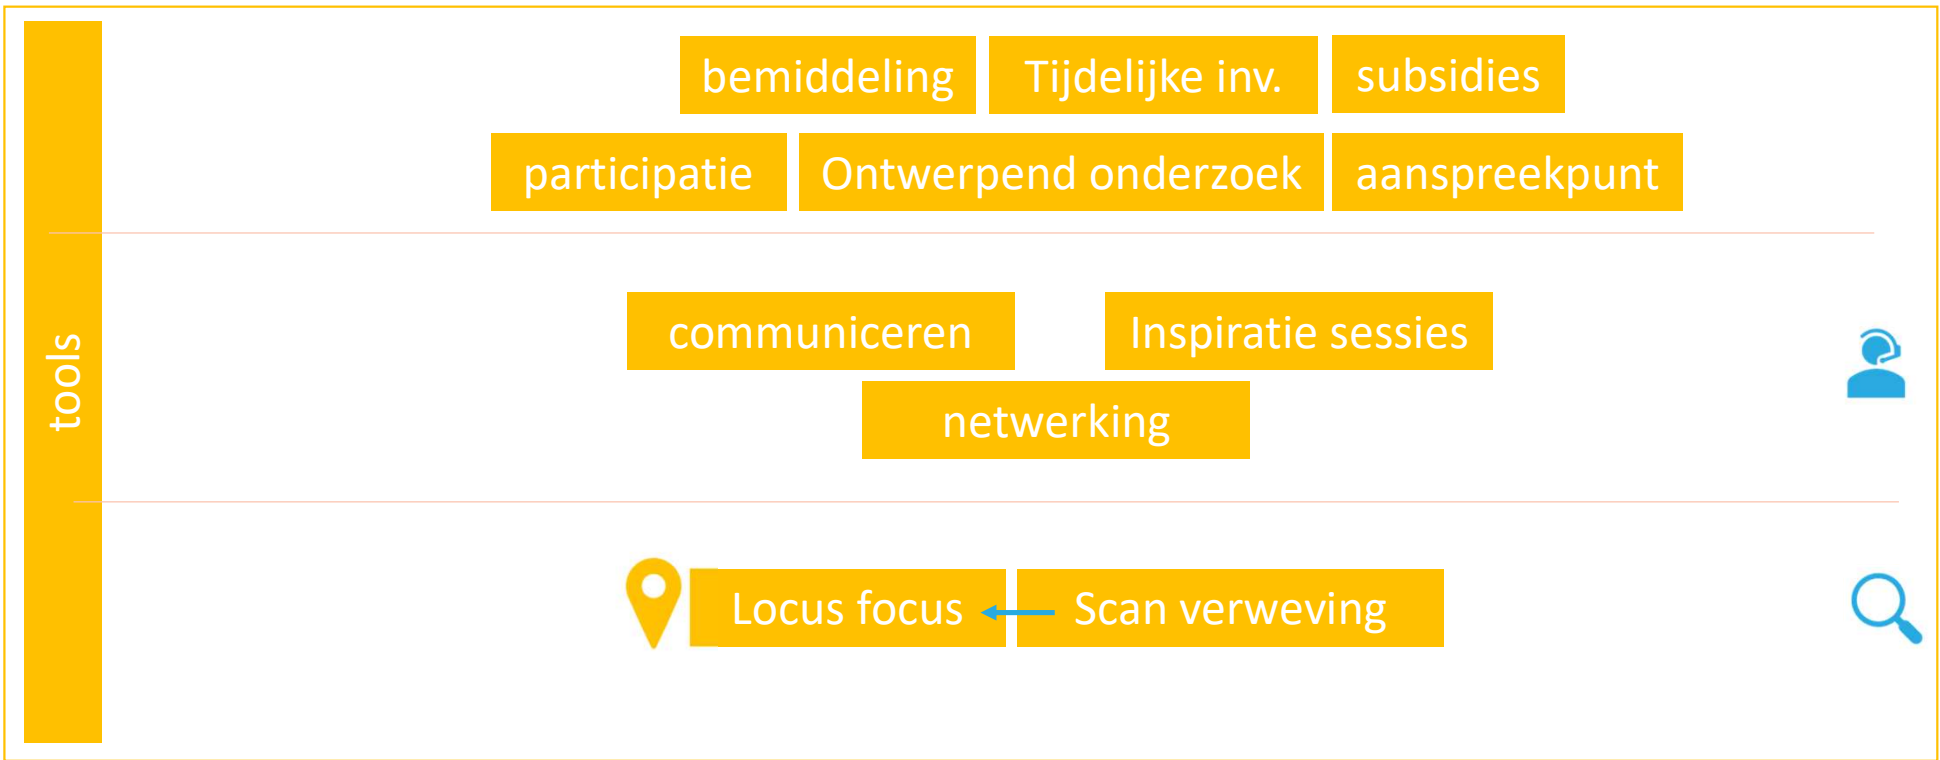 tools
bemiddeling Tijdelijke inv. subsidies
participatie Ontwerpend onderzoek aanspreekpunt
communiceren Inspiratie sessies
netwerking
Locus focus Scan verweving